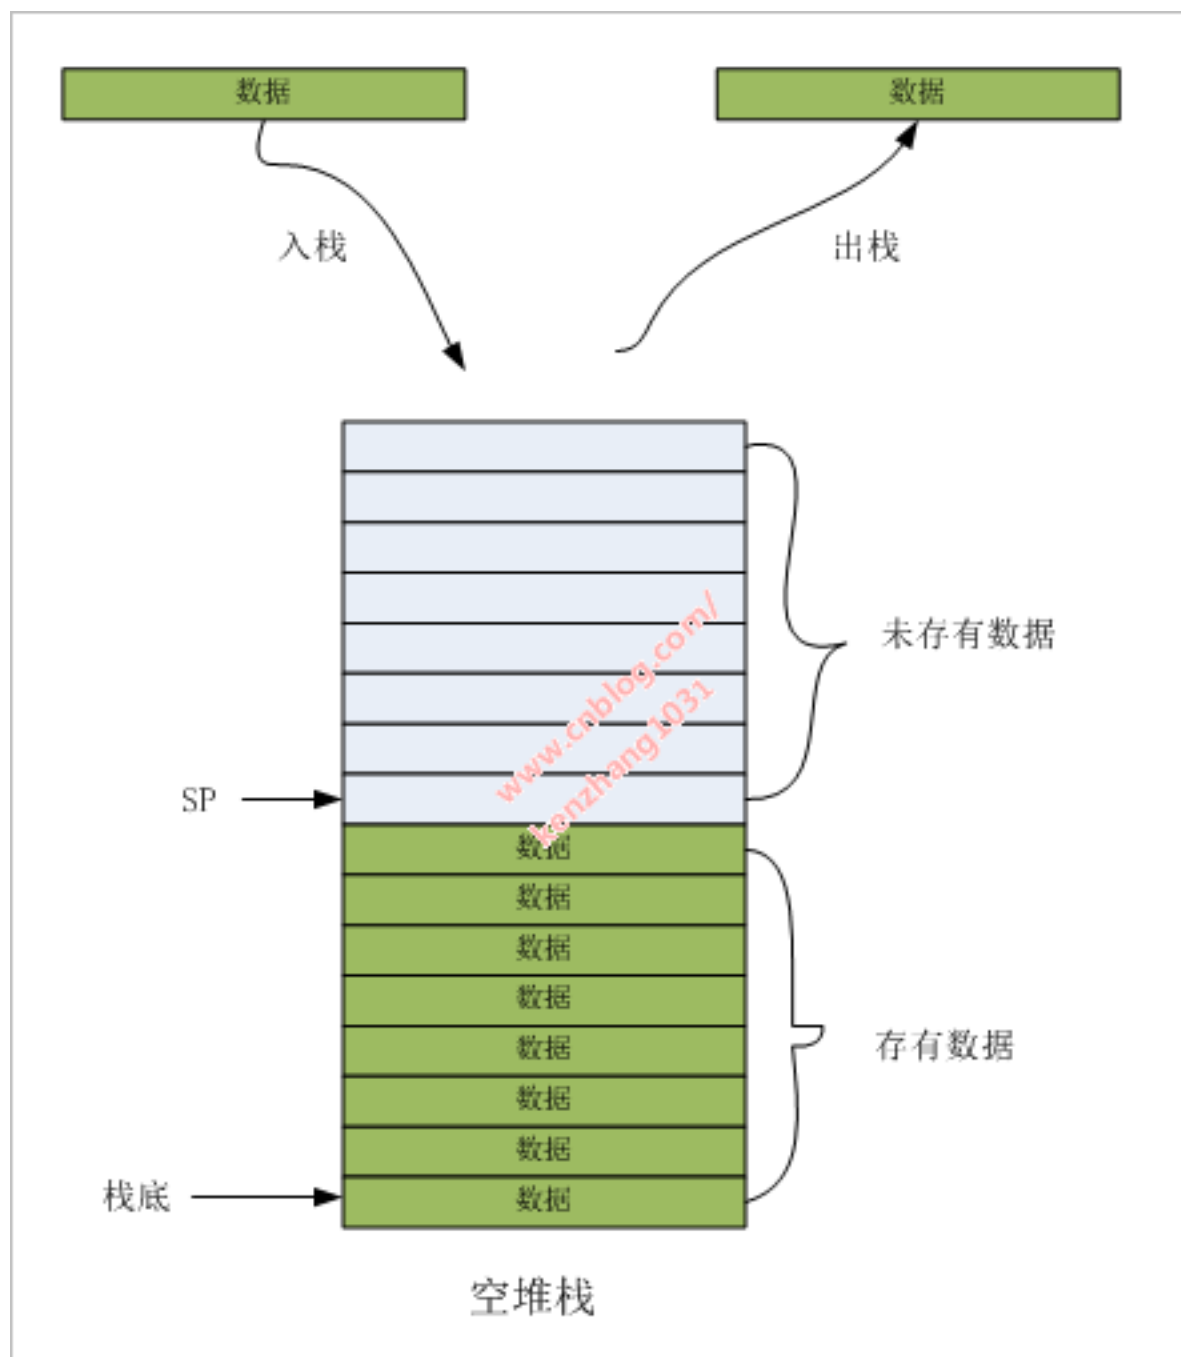 数据
数据
入栈
出栈
未存有数据
www.cnblog.com/
kenzhang1031
SP
数据
数据
数据
数据
存有数据
数据
数据
数据
栈底
数据
空堆栈